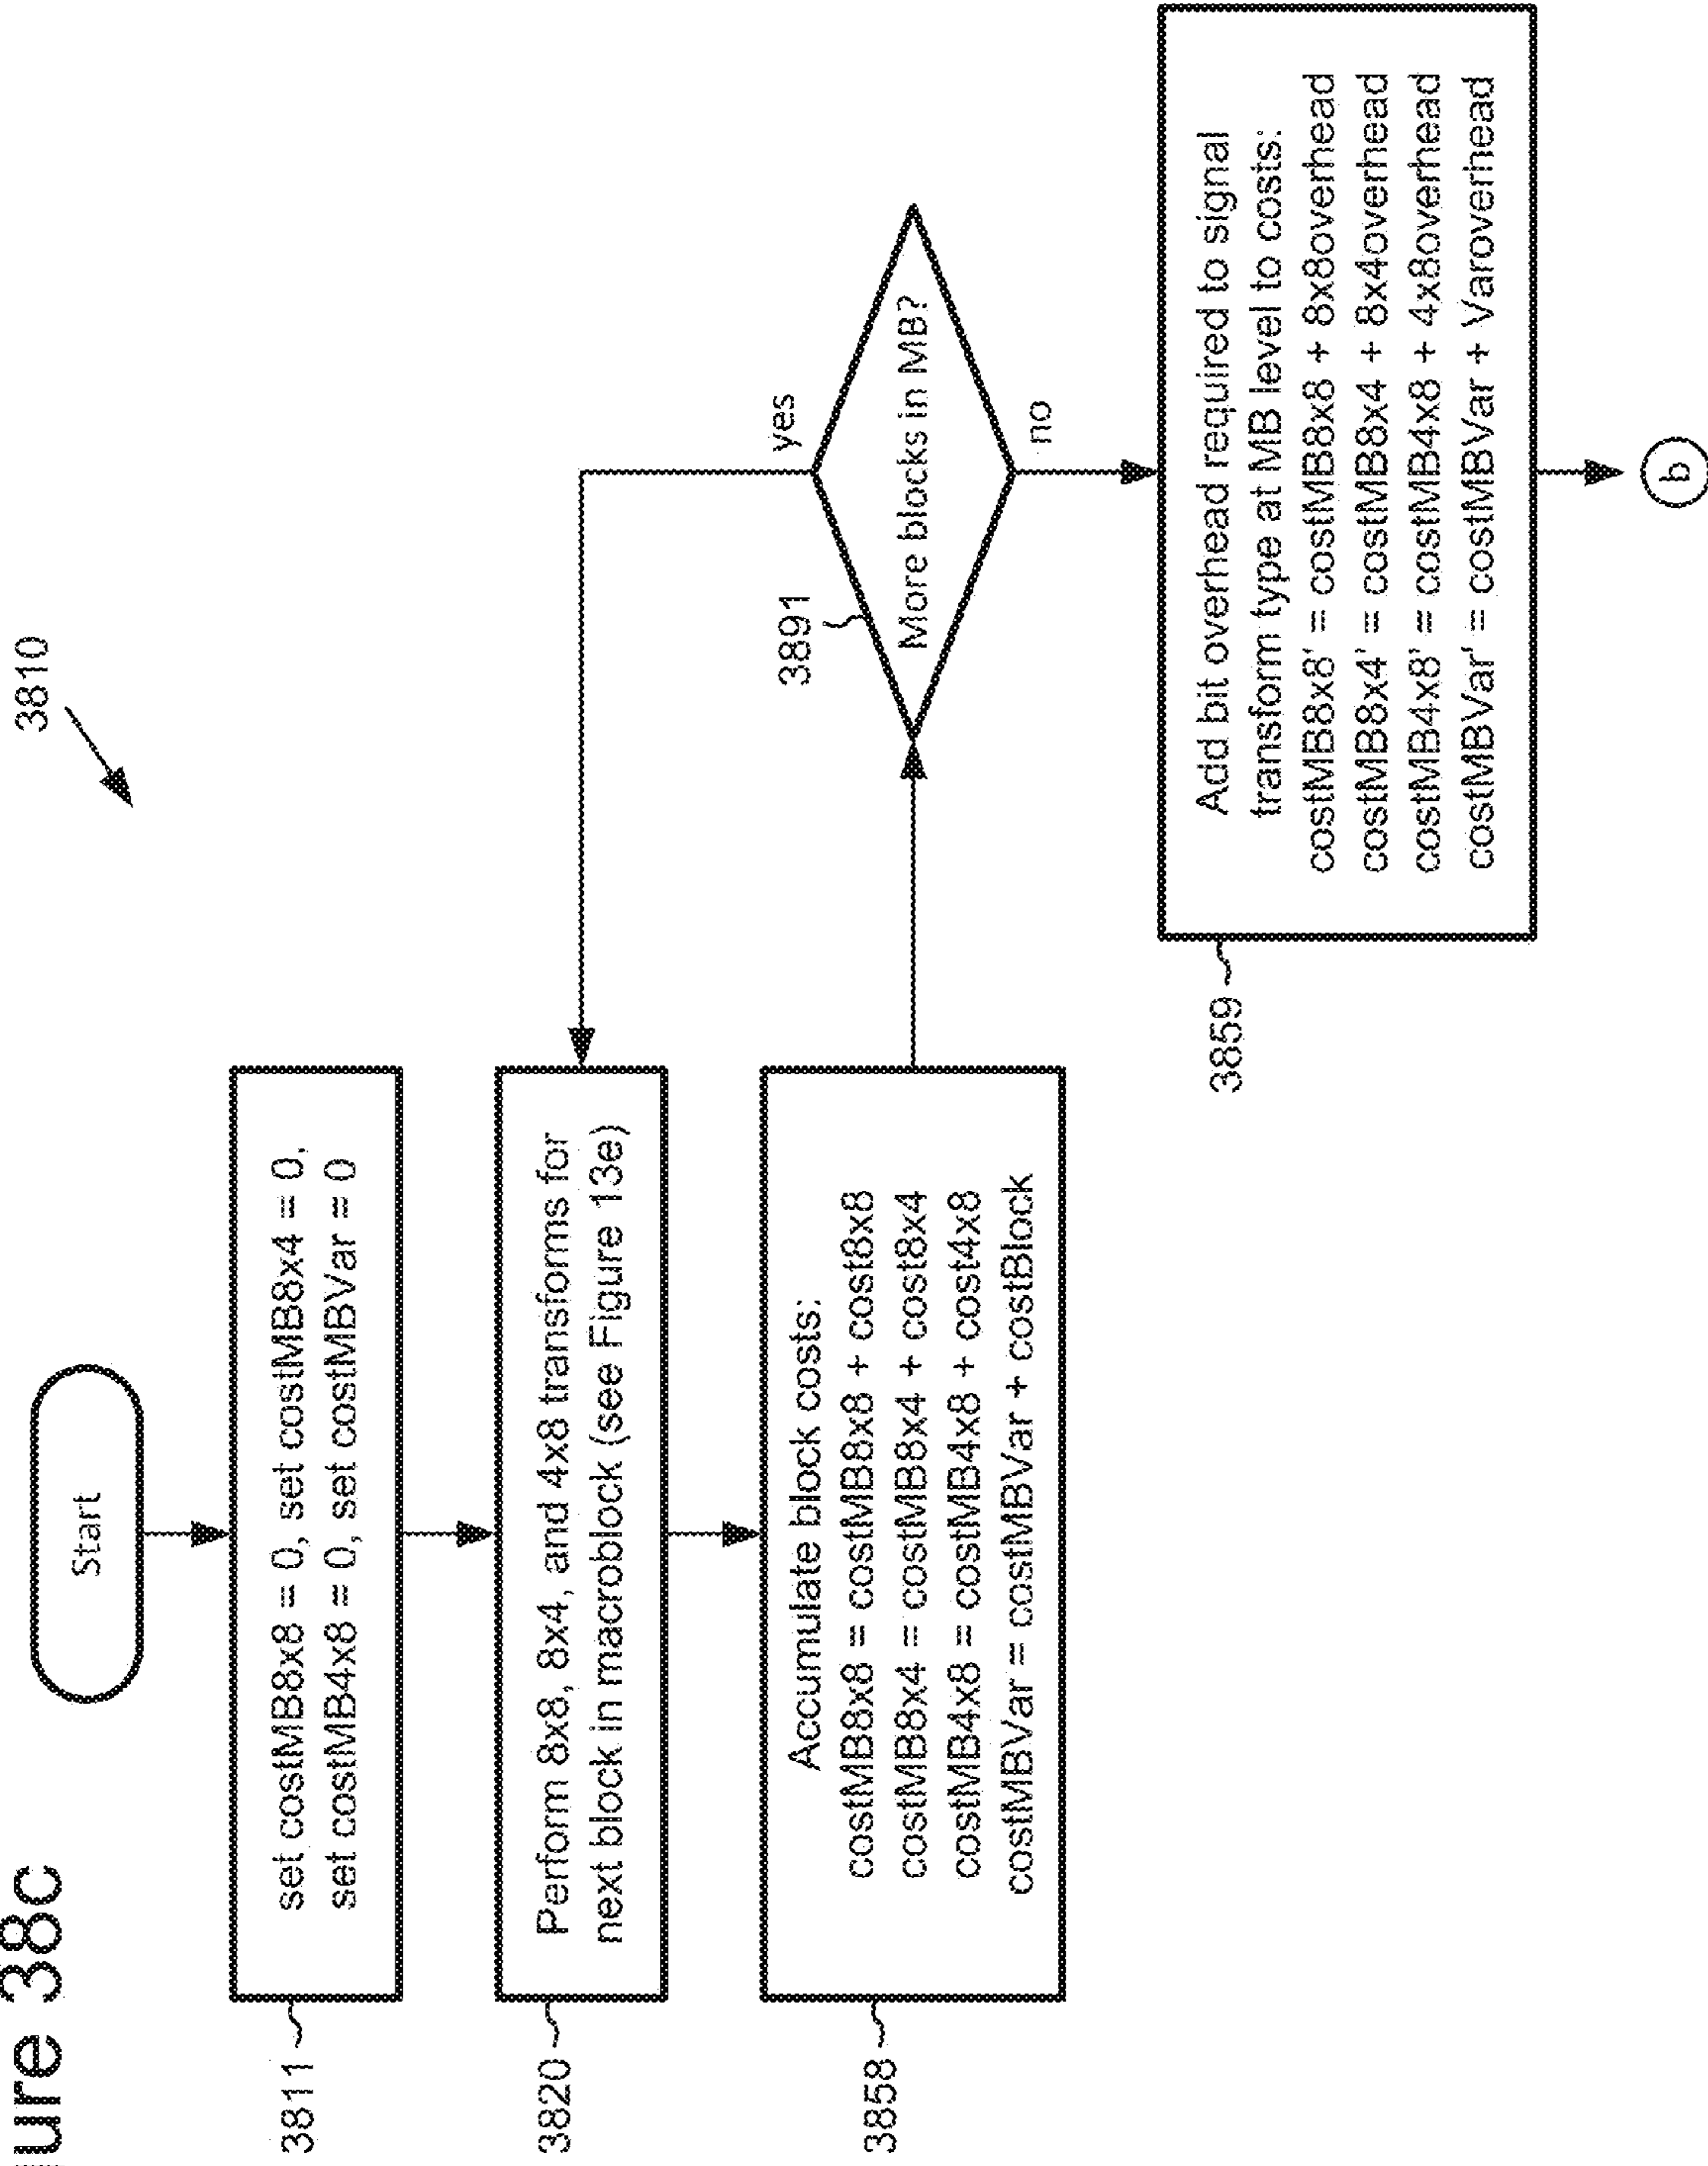 ure 38c
3810
Start
3811
set costMB8x8 = 0, set costMB8x4 = 0,
set costMB4x8 = 0, set costMBVar = 0
3820
Perform 8x8, 8x4, and 4x8 transforms for
next block in macroblock (see Figure 13e)
3858
Accumulate block costs:
costMB8x8 = costMB8x8 + cost8x8
costMB8x4 = costMB8x4 + cost8x4
costMB4x8 = costMB4x8 + cost4x8
costMBVar = costMBVar + costBlock
3891
More blocks in MB?
yes
no
3859
Add bit overhead required to signal
transform type at MB level to costs:
costMB8x8' = costMB8x8 + 8x8overhead
costMB8x4' = costMB8x4 + 8x4overhead
costMB4x8' = costMB4x8 + 4x8overhead
costMBVar' = costMBVar + Varoverhead
b